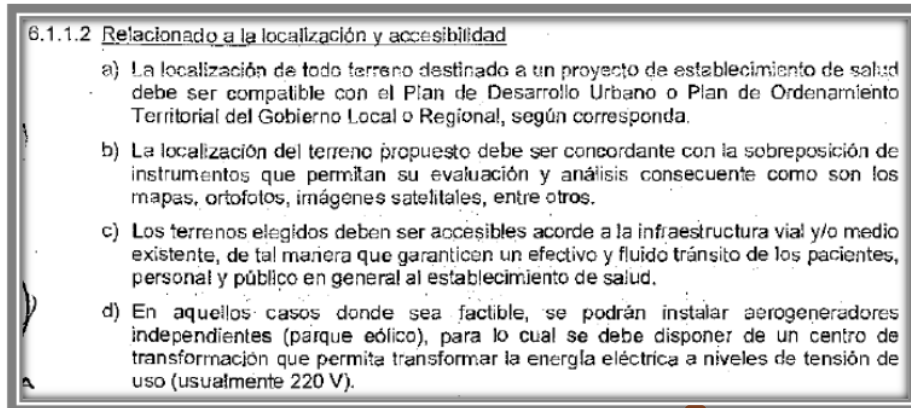 6.1.1.2 Relacionado a la localización y accesibilidad
a) La localización de todo terreno destinado a un proyecto de establecimiento de salud
debe ser compatible con el Plan de Desarrollo Urbano o Plan de Ordenamiento
Territorial del Gobierno Local o Regional, según corresponda.
b) La localización del terreno propuesto debe ser concordante con la sobreposición de
instrumentos que permitan su evaluación y análisis consecuente como son los
mapas, ortofotos, imágenes satelitales, entre otros.
c) Los terrenos elegidos deben ser accesibles acorde a la infraestructura vial y/o medio
existente, de tal manera que garanticen un efectivo y fluido tránsito de los pacientes,
personal y público en general al establecimiento de salud.
d) En aquellos casos donde sea factible, se podrán instalar aerogeneradores
independientes (parque eólico), para lo cual se debe disponer de un centro de
transformación que permita transformar la energía eléctrica a niveles de tensión de
uso (usualmente 220 V).